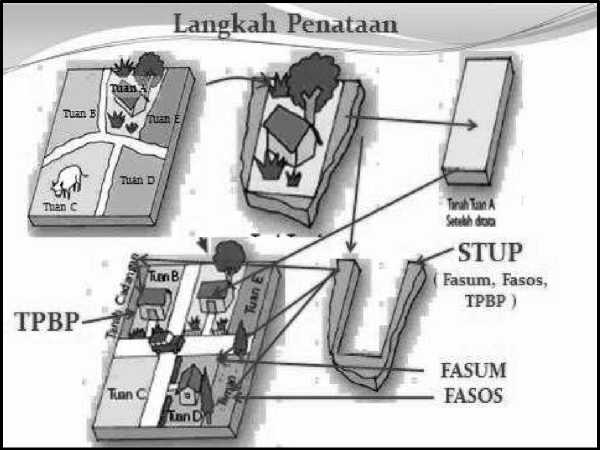 Langkah Penataan
Tuan A
Tuan B
Tuan E
Tuan D
Tuan C
Tanah Tuan A
Setelah ditata
STUP
( Fasum, Fasos,
TPBP )
Tanah Cadangan
Tuan B
Tuan E
TPBP
Tuan C
Tuan D
Taman
FASUM
FASOS